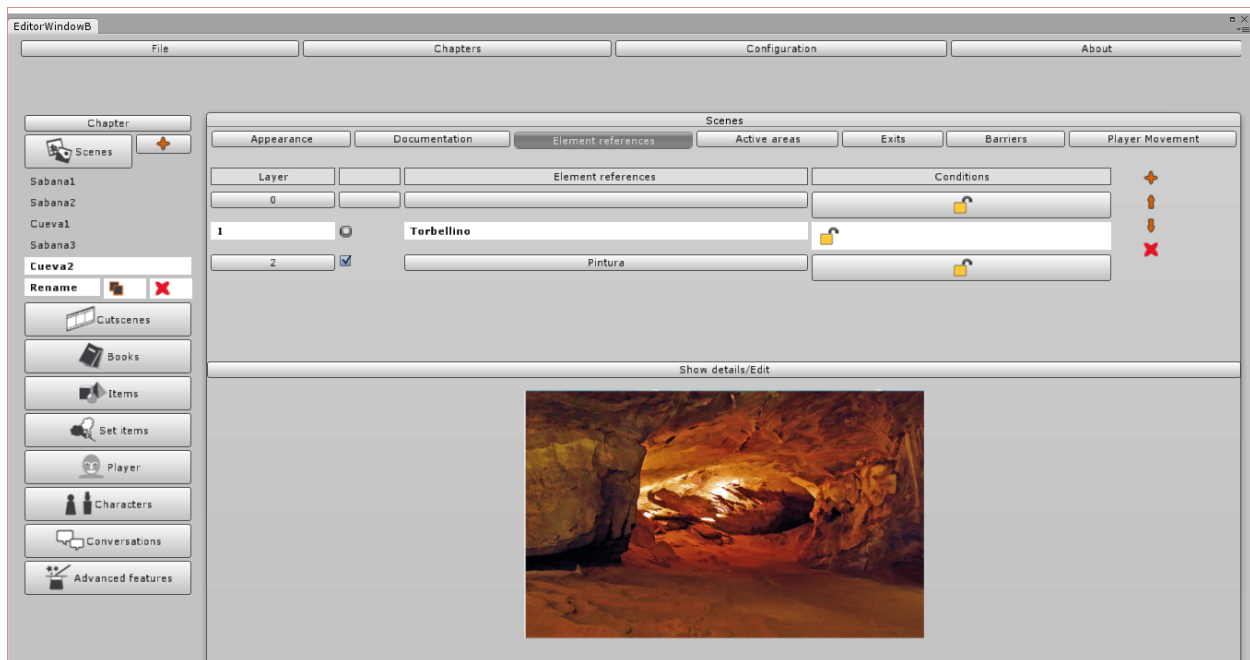 EditorWindowB
File Chapters Configuration About
Chapter
Scenes
Sabana1
Sabana2
Cueva1
Sabana3
Cueva2
Rename
Cutscenes
Books
Items
Set items
Player
Characters
Conversations
Advanced features
Scenes
Appearance Documentation Element references Active areas Exits Barriers Player Movement
Layer Element references Conditions
0
1 Torbellino
2 Pintura
Show details/Edit